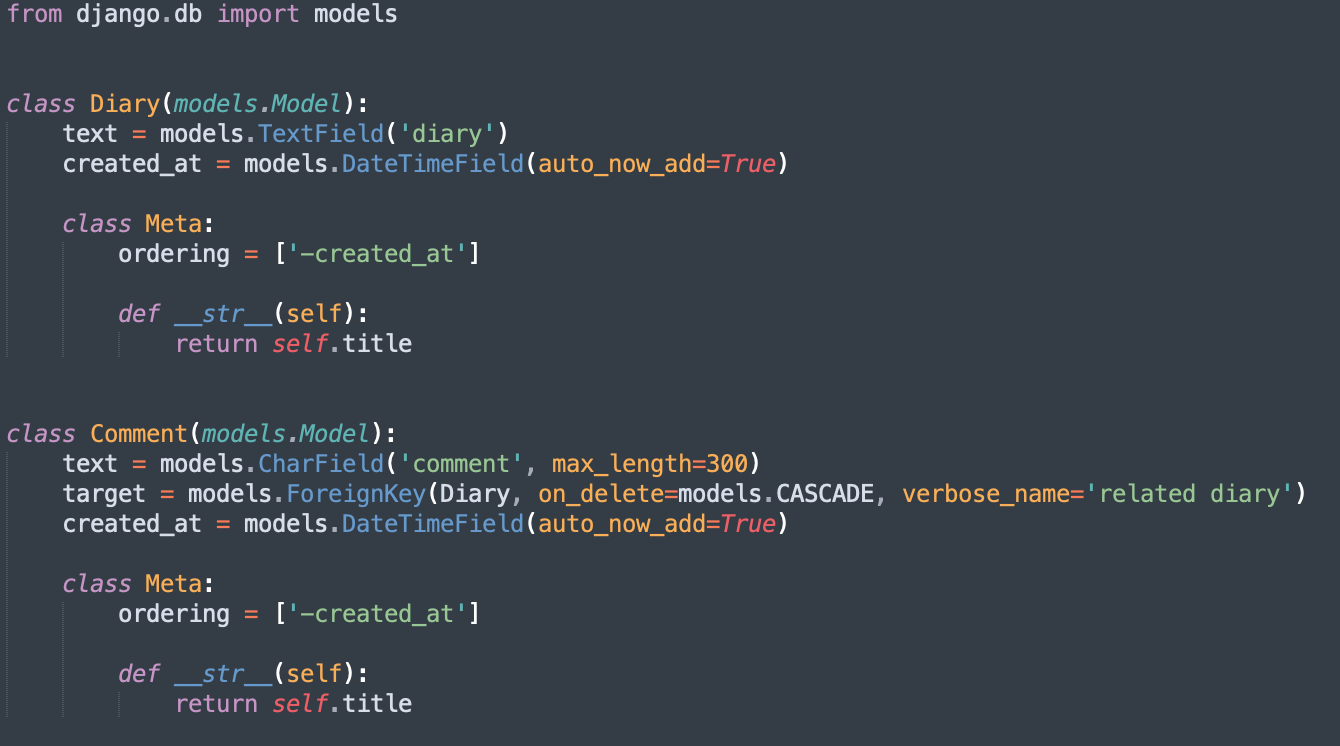 from django.db import models
class Diary(models.Model):
    text = models.TextField('diary')
    created_at = models.DateTimeField(auto_now_add=True)
    class Meta:
        ordering = ['-created_at']
        def __str__(self):
            return self.title
class Comment(models.Model):
    text = models.CharField('comment', max_length=300)
    target = models.ForeignKey(Diary, on_delete=models.CASCADE, verbose_name='related diary')
    created_at = models.DateTimeField(auto_now_add=True)
    class Meta:
        ordering = ['-created_at']
        def __str__(self):
            return self.title